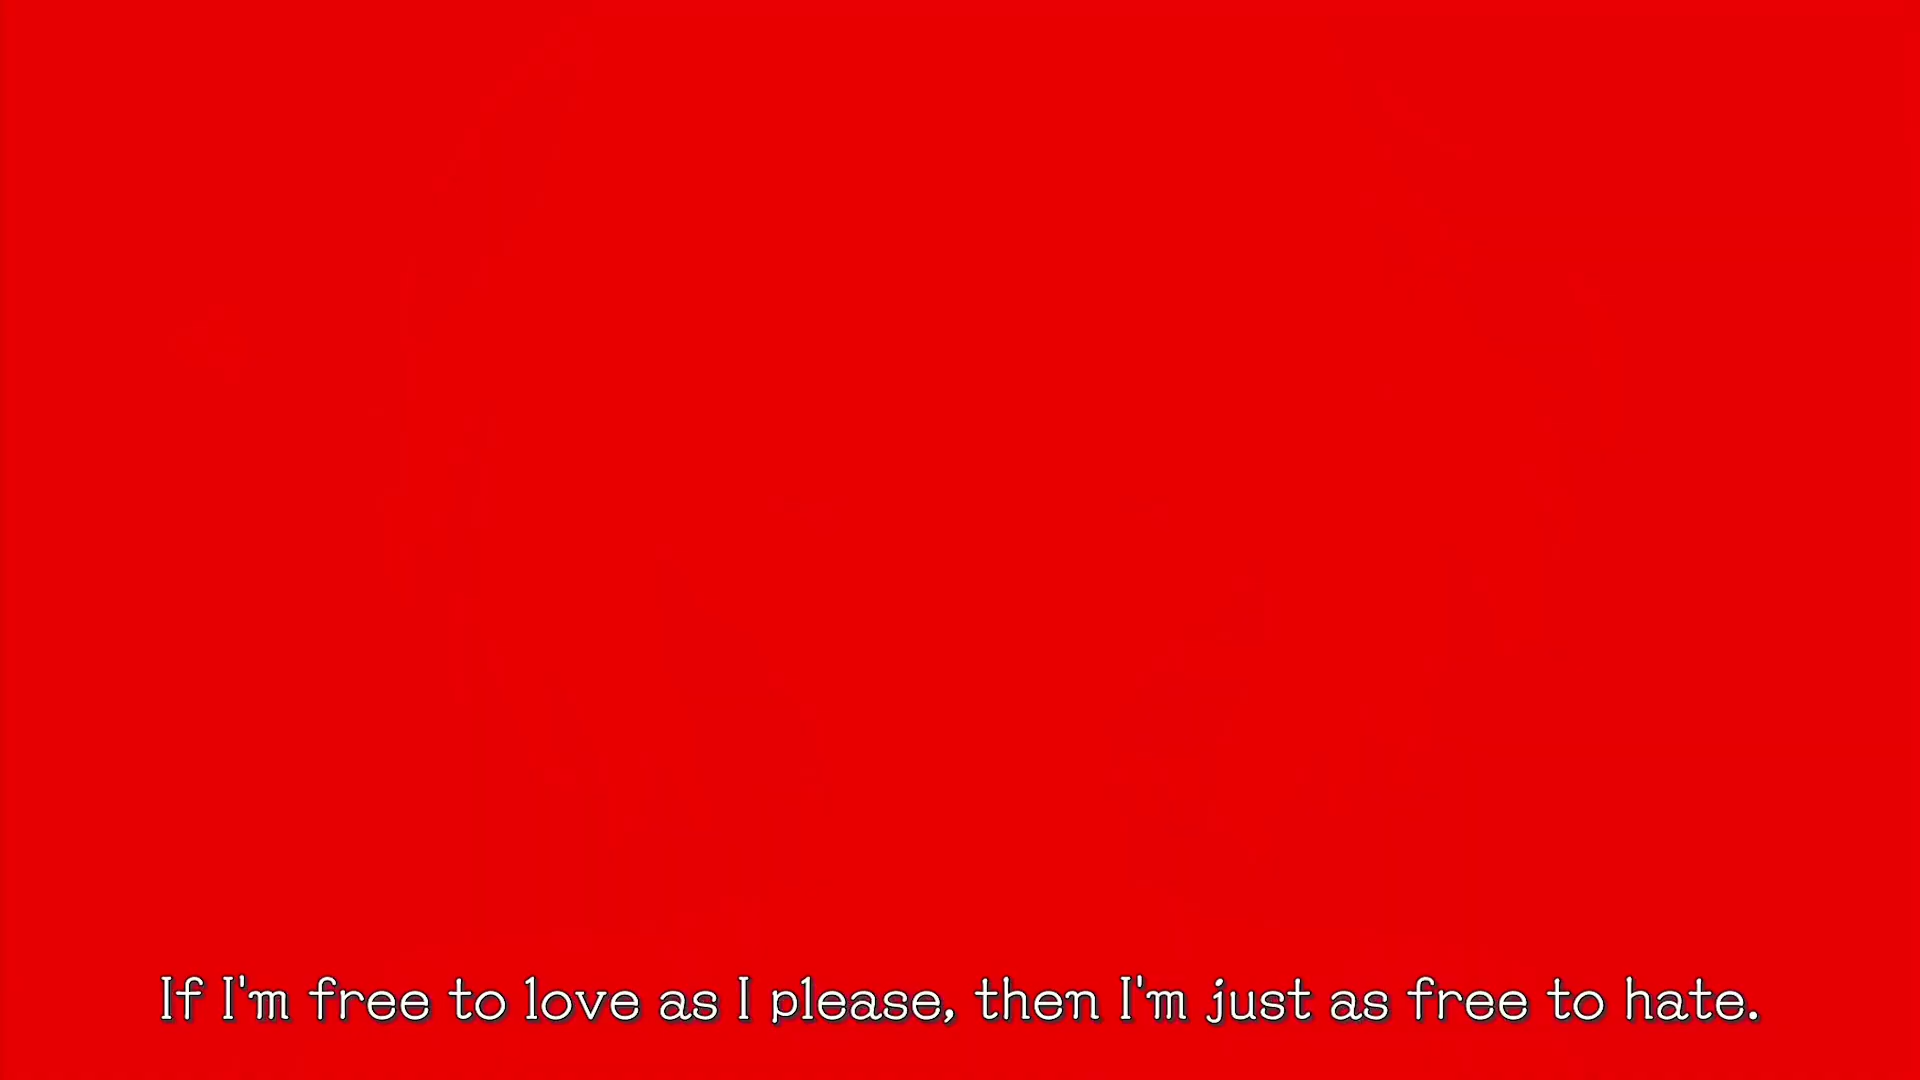 If I'm free to love as I please, then I'm just as free to hate.